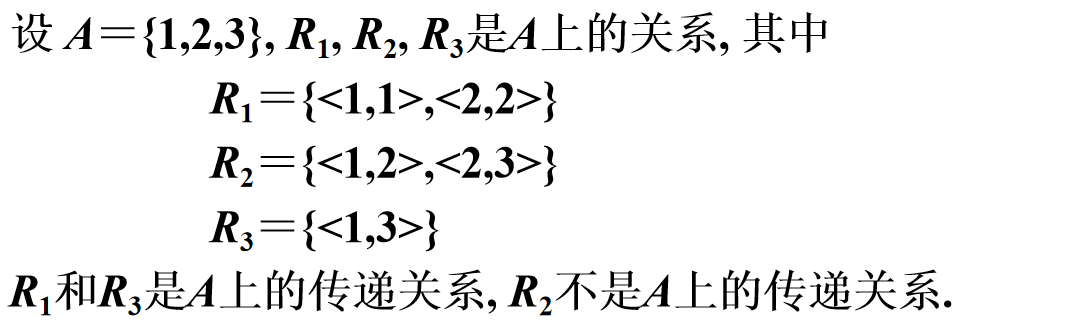 设 A＝{1,2,3}, R₁, R₂, R₃是A上的关系, 其中
R₁＝{<1,1>,<2,2>}
R₂＝{<1,2>,<2,3>}
R₃＝{<1,3>}
R₁和R₃是A上的传递关系, R₂不是A上的传递关系.